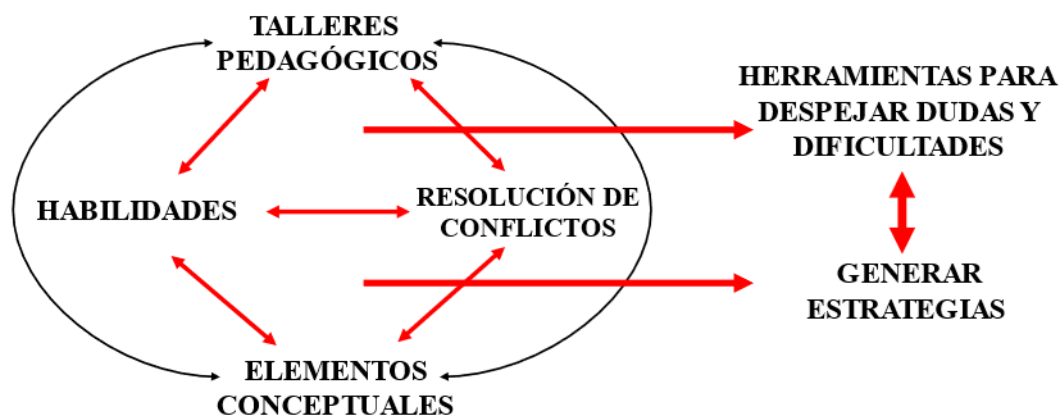 TALLERES
PEDAGÓGICOS
HERRAMIENTAS PARA
DESPEJAR DUDAS Y
DIFICULTADES
HABILIDADES
RESOLUCIÓN DE
CONFLICTOS
GENERAR
ESTRATEGIAS
ELEMENTOS
CONCEPTUALES